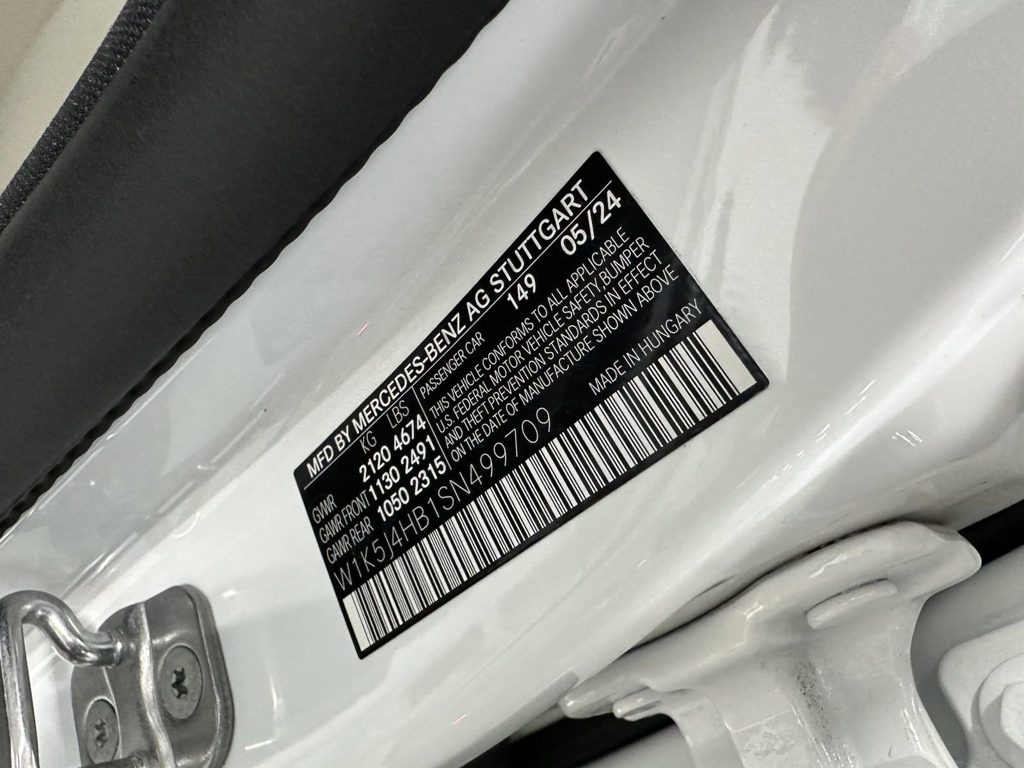 MFD BY MERCEDES-BENZ AG STUTTGART
KG LBS 149 05/24
GVWR 2120 4674
GAWR FRONT 1130 2491
GAWR REAR 1050 2315
PASSENGER CAR
THIS VEHICLE CONFORMS TO ALL APPLICABLE
U.S. FEDERAL MOTOR VEHICLE SAFETY, BUMPER
AND THEFT PREVENTION STANDARDS IN EFFECT
ON THE DATE OF MANUFACTURE SHOWN ABOVE
MADE IN HUNGARY
W1K5J4HB1SN499709